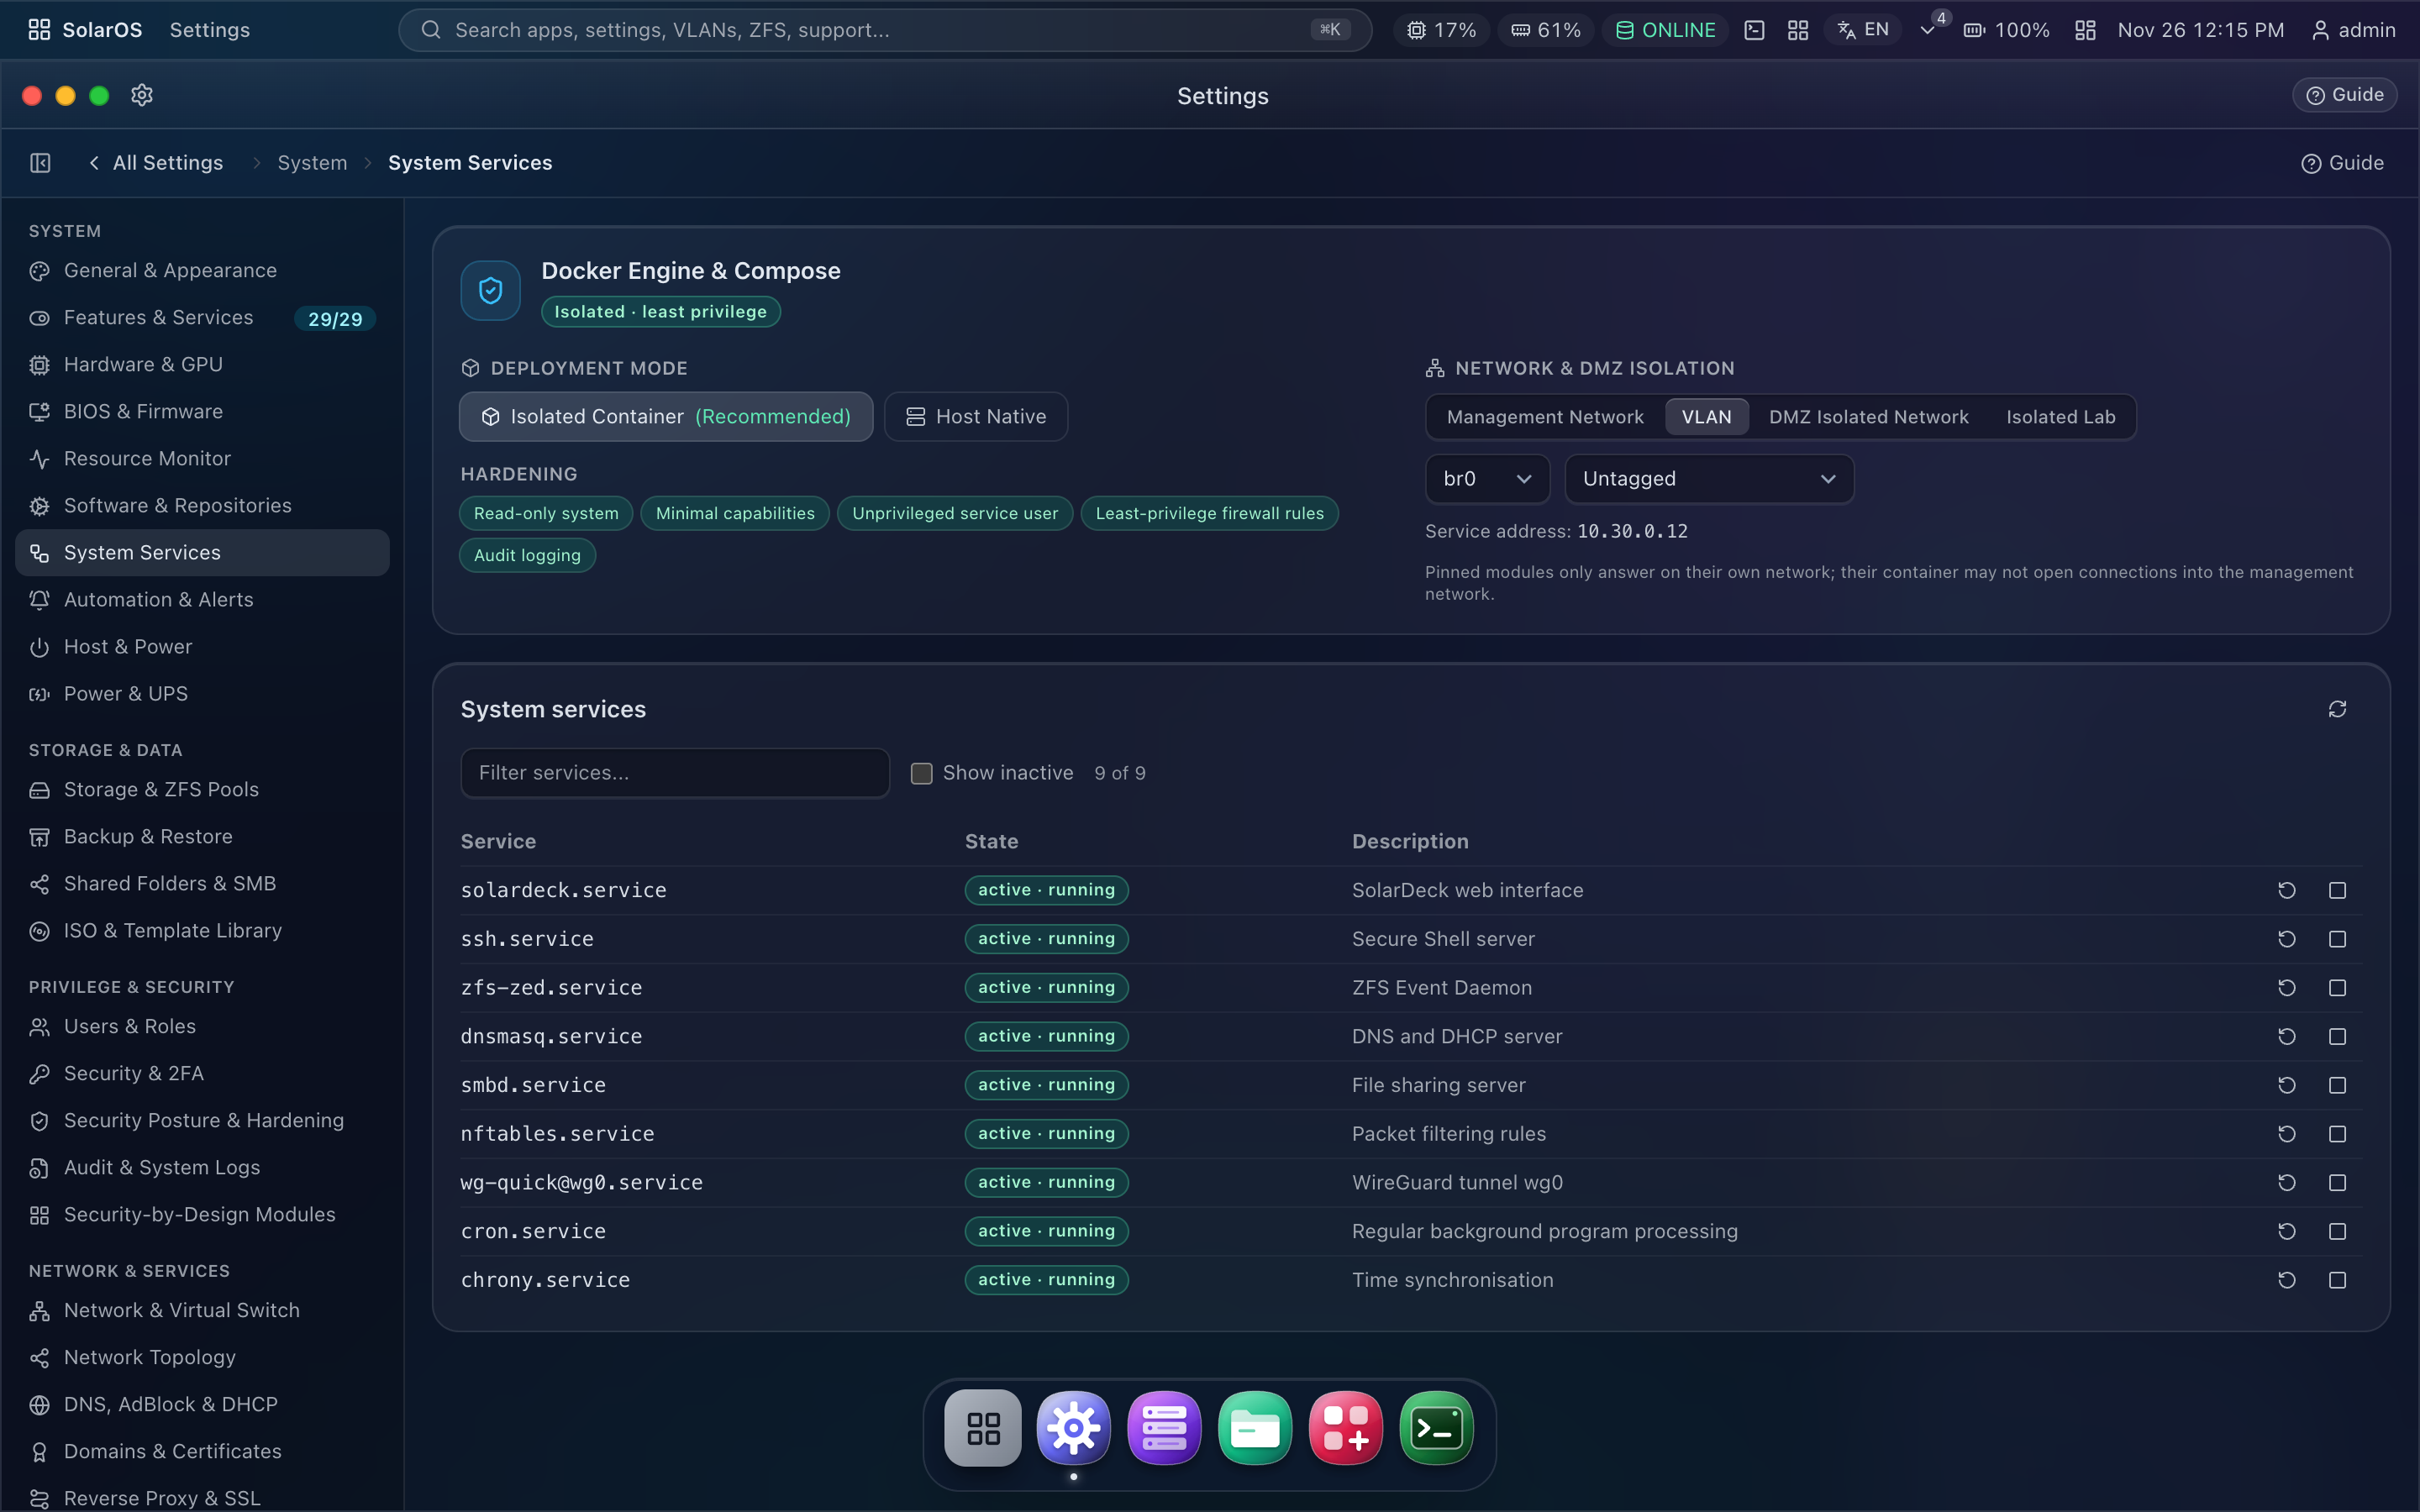 SolarOS Settings Search apps, settings, VLANs, ZFS, support... ⌘K 17% 61% ONLINE EN 4 100% Nov 26 12:15 PM admin
Settings Guide
All Settings System System Services Guide
SYSTEM
General & Appearance
Features & Services 29/29
Hardware & GPU
BIOS & Firmware
Resource Monitor
Software & Repositories
System Services
Automation & Alerts
Host & Power
Power & UPS
STORAGE & DATA
Storage & ZFS Pools
Backup & Restore
Shared Folders & SMB
ISO & Template Library
PRIVILEGE & SECURITY
Users & Roles
Security & 2FA
Security Posture & Hardening
Audit & System Logs
Security-by-Design Modules
NETWORK & SERVICES
Network & Virtual Switch
Network Topology
DNS, AdBlock & DHCP
Domains & Certificates
Reverse Proxy & SSL
Docker Engine & Compose
Isolated · least privilege
DEPLOYMENT MODE
Isolated Container (Recommended) Host Native
HARDENING
Read-only system Minimal capabilities Unprivileged service user Least-privilege firewall rules
Audit logging
NETWORK & DMZ ISOLATION
Management Network VLAN DMZ Isolated Network Isolated Lab
br0 Untagged
Service address: 10.30.0.12
Pinned modules only answer on their own network; their container may not open connections into the management
network.
System services
Filter services... Show inactive 9 of 9
Service State Description
solardeck.service active · running SolarDeck web interface
ssh.service active · running Secure Shell server
zfs-zed.service active · running ZFS Event Daemon
dnsmasq.service active · running DNS and DHCP server
smbd.service active · running File sharing server
nftables.service active · running Packet filtering rules
wg-quick@wg0.service active · running WireGuard tunnel wg0
cron.service active · running Regular background program processing
chrony.service active · running Time synchronisation